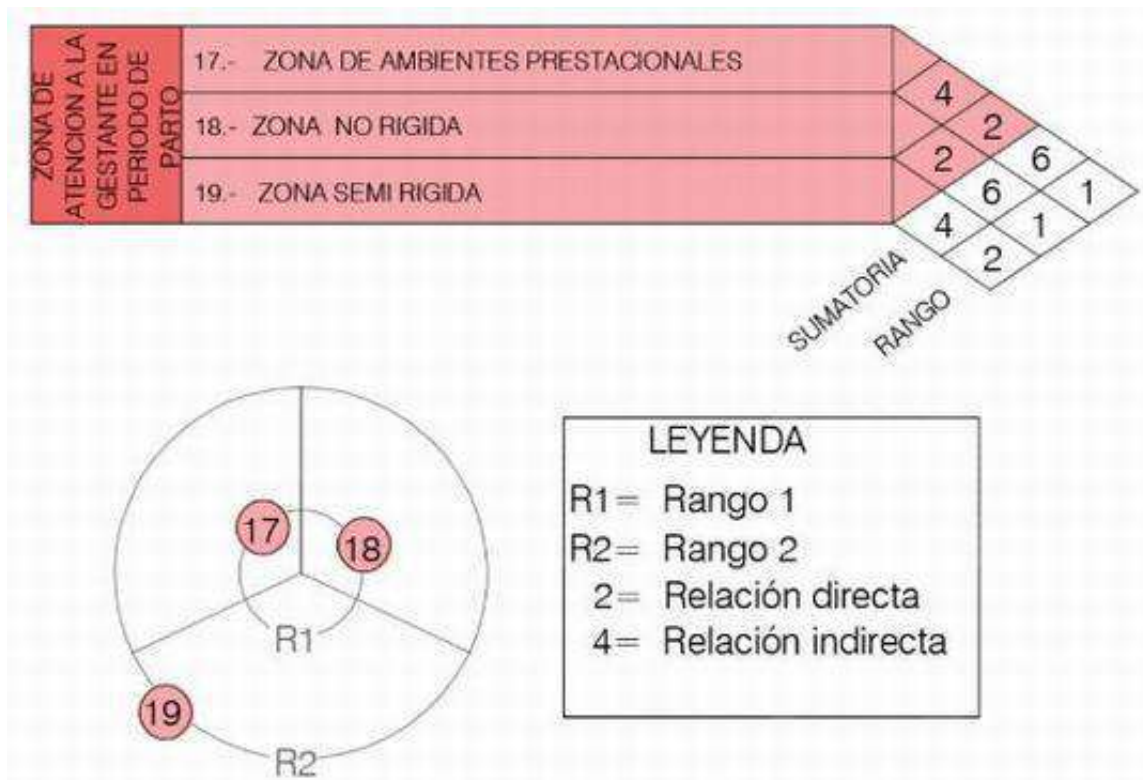 ZONA DE
ATENCION A LA
GESTANTE EN
PERIODO DE
PARTO
17.- ZONA DE AMBIENTES PRESTACIONALES
18.- ZONA NO RIGIDA
19.- ZONA SEMI RIGIDA
4
2
2
6
6
4
1
1
2
SUMATORIA
RANGO
17
18
R1
19
R2
LEYENDA
R1= Rango 1
R2= Rango 2
2= Relación directa
4= Relación indirecta